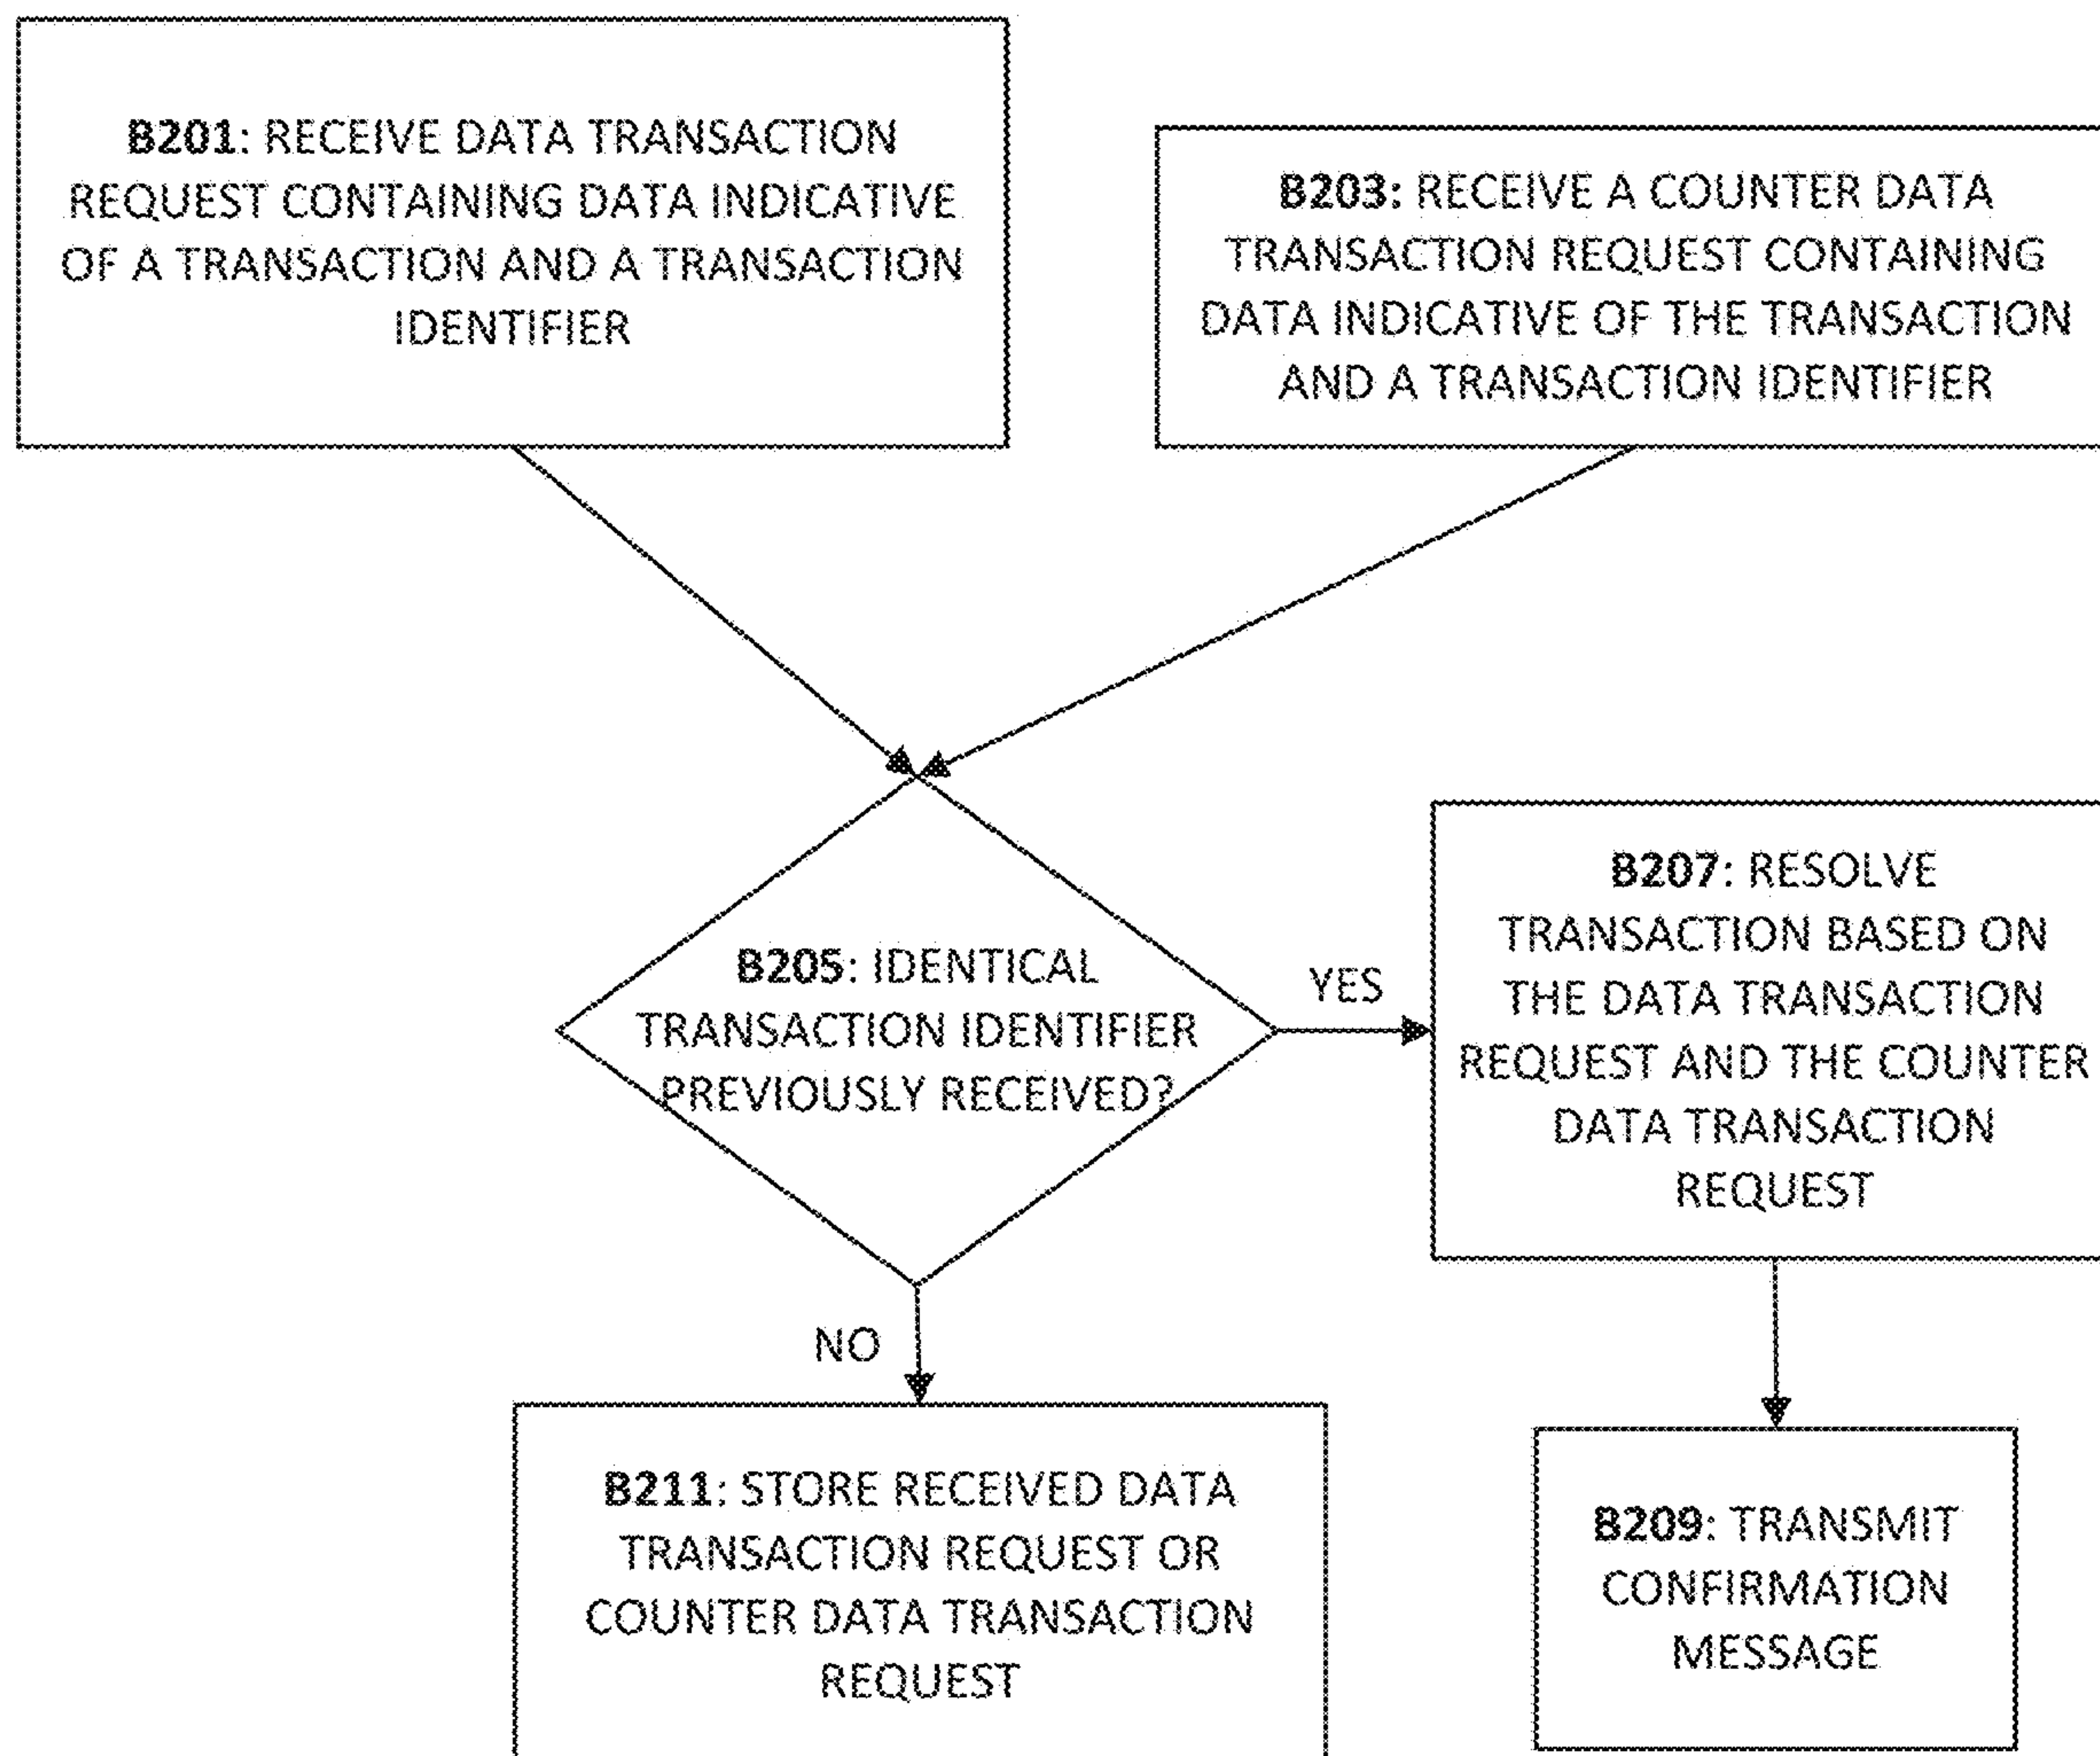 B201: RECEIVE DATA TRANSACTION
REQUEST CONTAINING DATA INDICATIVE
OF A TRANSACTION AND A TRANSACTION
IDENTIFIER
B203: RECEIVE A COUNTER DATA
TRANSACTION REQUEST CONTAINING
DATA INDICATIVE OF THE TRANSACTION
AND A TRANSACTION IDENTIFIER
B205: IDENTICAL
TRANSACTION IDENTIFIER
PREVIOUSLY RECEIVED?
YES
B207: RESOLVE
TRANSACTION BASED ON
THE DATA TRANSACTION
REQUEST AND THE COUNTER
DATA TRANSACTION
REQUEST
NO
B211: STORE RECEIVED DATA
TRANSACTION REQUEST OR
COUNTER DATA TRANSACTION
REQUEST
B209: TRANSMIT
CONFIRMATION
MESSAGE